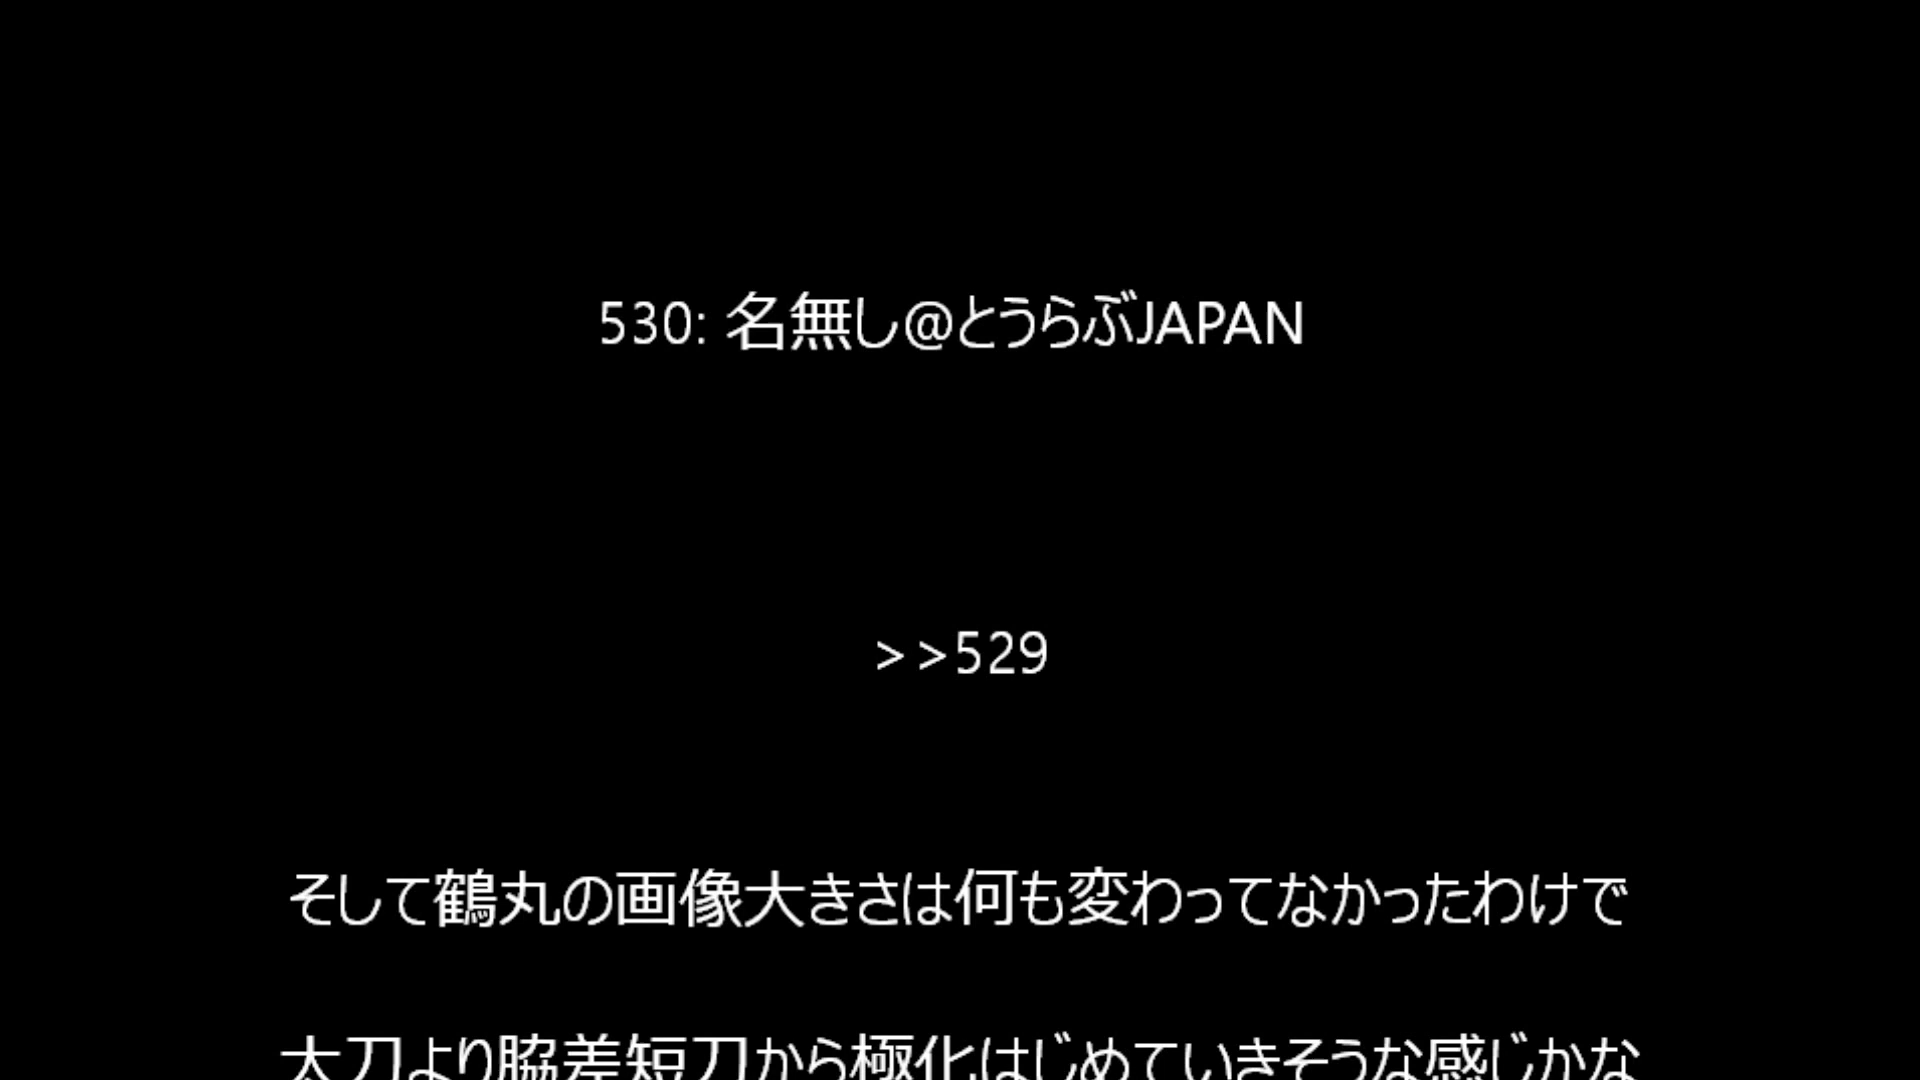 530: 名無し@とうらぶJAPAN
>>529
そして鶴丸の画像大きさは何も変わってなかったわけで
太刀より脇差短刀から極化はじめていきそうな感じかな